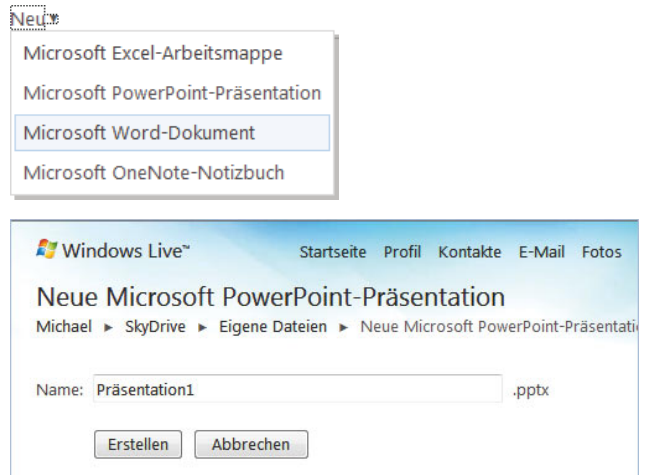 Neu
Microsoft Excel-Arbeitsmappe
Microsoft PowerPoint-Präsentation
Microsoft Word-Dokument
Microsoft OneNote-Notizbuch
Windows Live™ Startseite Profil Kontakte E-Mail Fotos
Neue Microsoft PowerPoint-Präsentation
Michael ► SkyDrive ► Eigene Dateien ► Neue Microsoft PowerPoint-Präsentati
Name: Präsentation1 .pptx
Erstellen Abbrechen